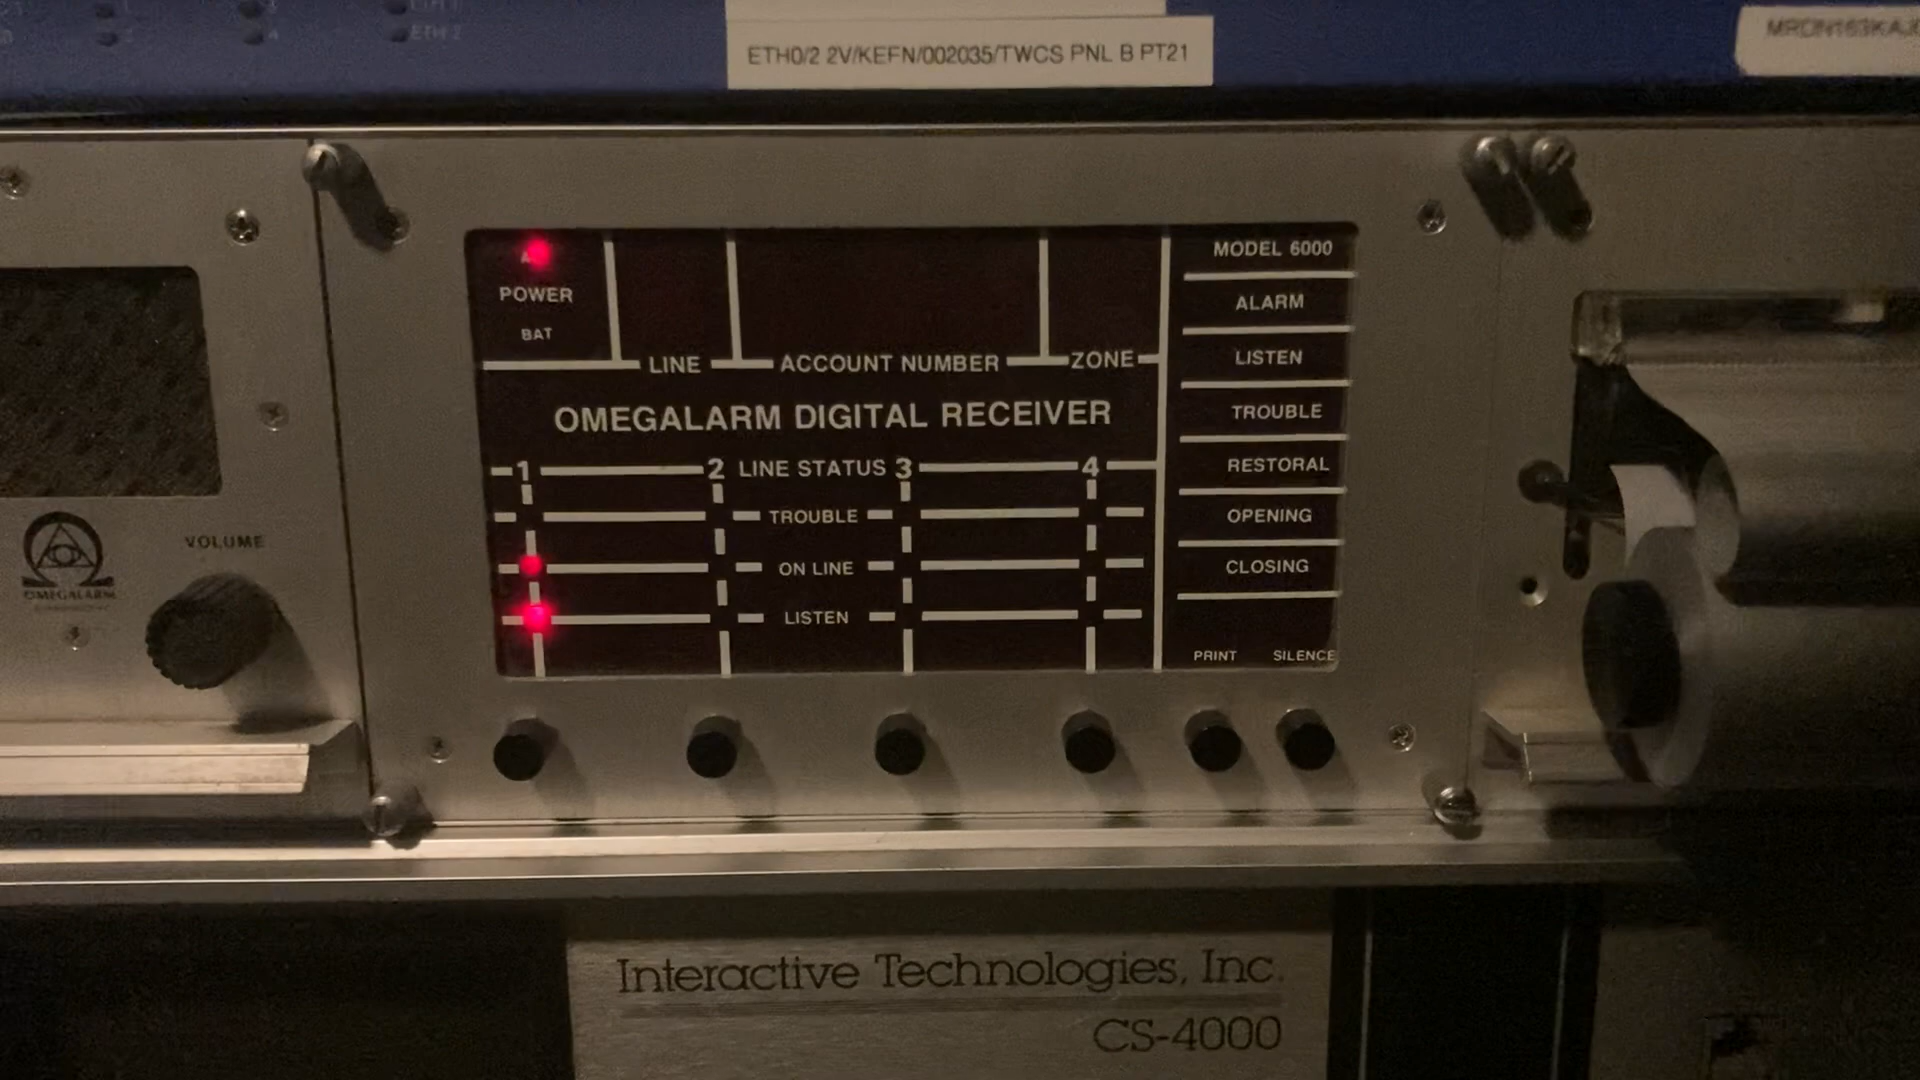 ETH 2
ETH0/2 2V/KEFN/002035/TWCS PNL B PT21
POWER
BAT
LINE
ACCOUNT NUMBER
ZONE
MODEL 6000
ALARM
LISTEN
TROUBLE
RESTORAL
OPENING
CLOSING
PRINT SILENCE
OMEGALARM DIGITAL RECEIVER
1 2 LINE STATUS 3 4
TROUBLE
ON LINE
LISTEN
OMEGALARM
VOLUME
Interactive Technologies, Inc.
CS-4000